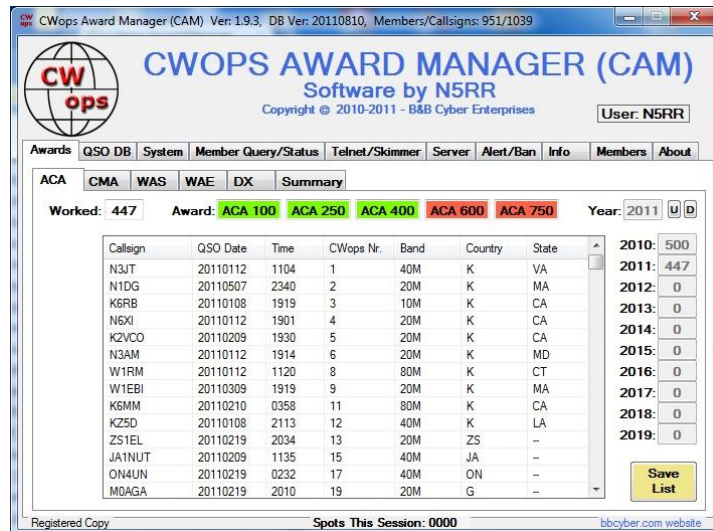 CWops Award Manager (CAM) Ver: 1.9.3, DB Ver: 20110810, Members/Callsigns: 951/1039
CW ops
CWOPS AWARD MANAGER (CAM)
Software by N5RR
Copyright @ 2010-2011 - B&B Cyber Enterprises
User: N5RR
Awards QSO DB System Member Query/Status Telnet/Skimmer Server Alert/Ban Info Members About
ACA CMA WAS WAE DX Summary
Worked: 447 Award: ACA 100 ACA 250 ACA 400 ACA 600 ACA 750 Year: 2011 U D
Callsign QSO Date Time CWops Nr. Band Country State
N3JT 20110112 1104 1 40M K VA
N1DG 20110507 2340 2 20M K MA
K6RB 20110108 1919 3 10M K CA
N6XI 20110112 1901 4 20M K CA
K2VCO 20110209 1930 5 20M K CA
N3AM 20110112 1914 6 20M K MD
W1RM 20110112 1120 8 80M K CT
W1EBI 20110309 1919 9 20M K MA
K6MM 20110210 0358 11 80M K CA
KZ5D 20110108 2113 12 40M K LA
ZS1EL 20110219 2034 13 20M ZS --
JA1NUT 20110209 1135 15 40M JA --
ON4UN 20110219 0232 17 40M ON --
M0AGA 20110219 2010 19 20M G --
2010: 500
2011: 447
2012: 0
2013: 0
2014: 0
2015: 0
2016: 0
2017: 0
2018: 0
2019: 0
Save
List
Registered Copy Spots This Session: 0000 bbcyber.com website